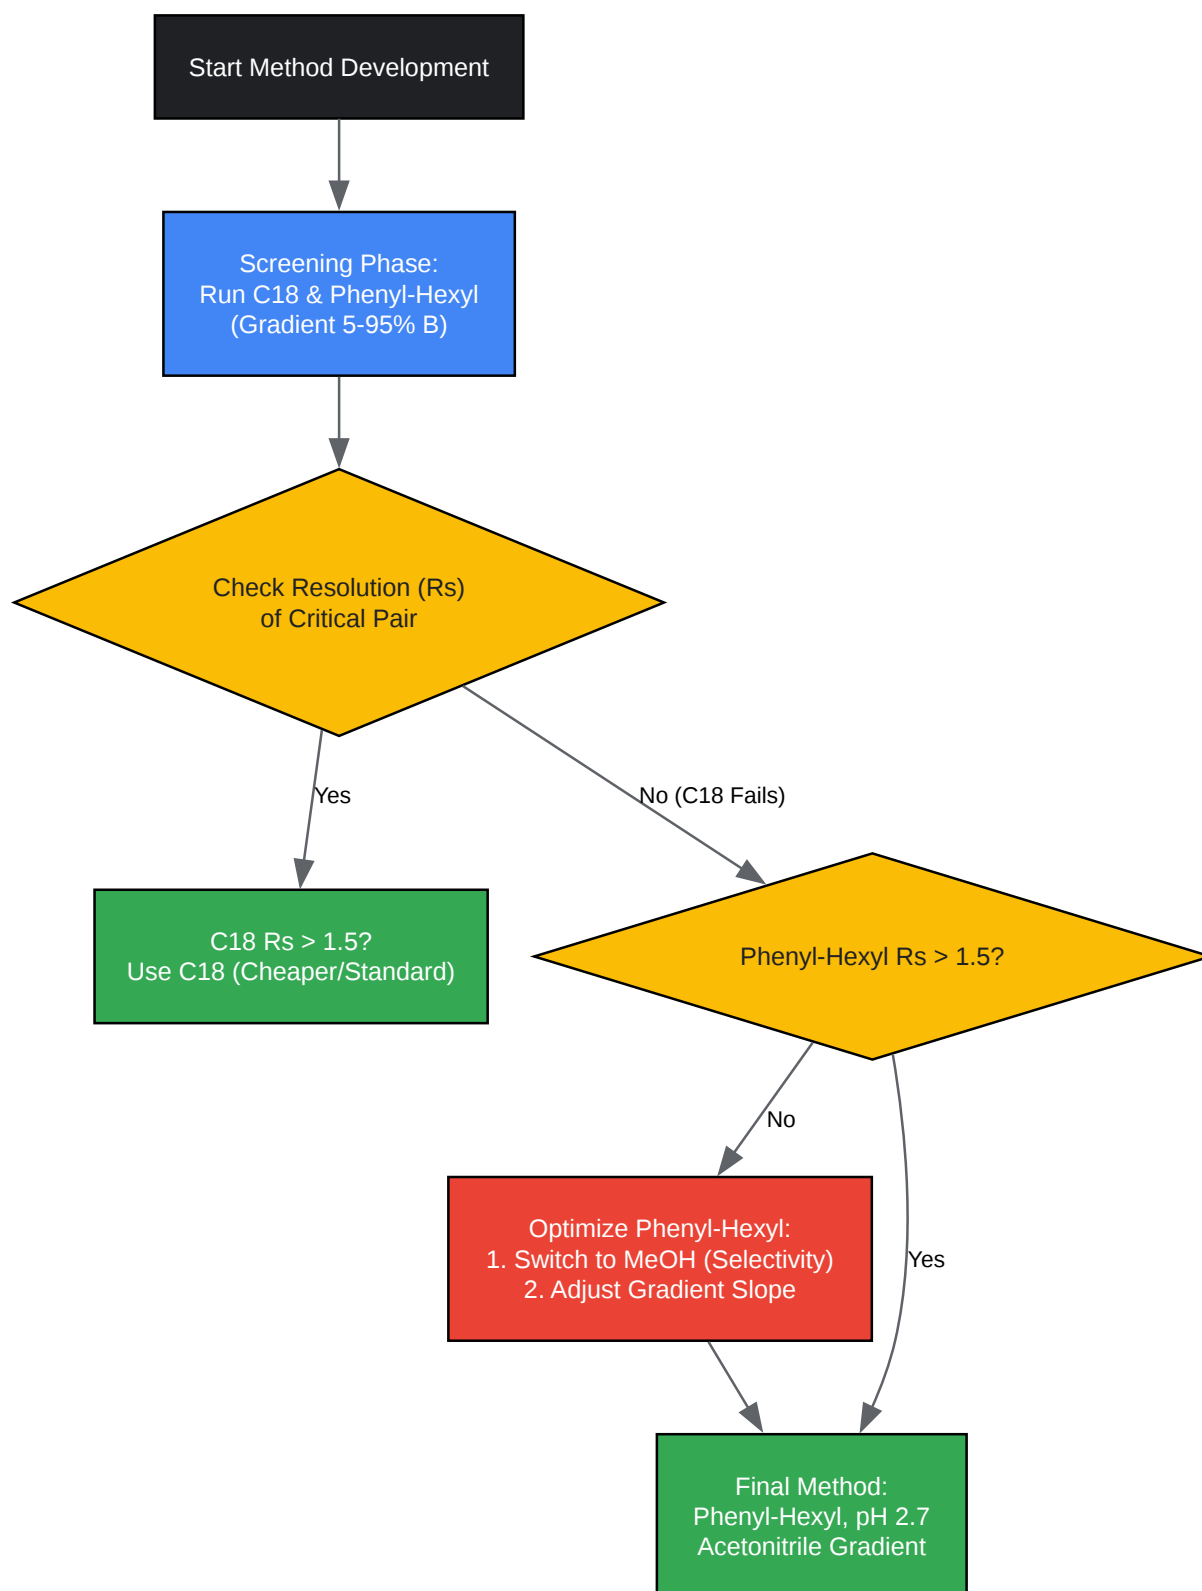 Start Method Development
Screening Phase:
Run C18 & Phenyl-Hexyl
(Gradient 5-95% B)
Check Resolution (Rs)
of Critical Pair
Yes
No (C18 Fails)
C18 Rs > 1.5?
Use C18 (Cheaper/Standard)
Phenyl-Hexyl Rs > 1.5?
No
Optimize Phenyl-Hexyl:
1. Switch to MeOH (Selectivity)
2. Adjust Gradient Slope
Yes
Final Method:
Phenyl-Hexyl, pH 2.7
Acetonitrile Gradient